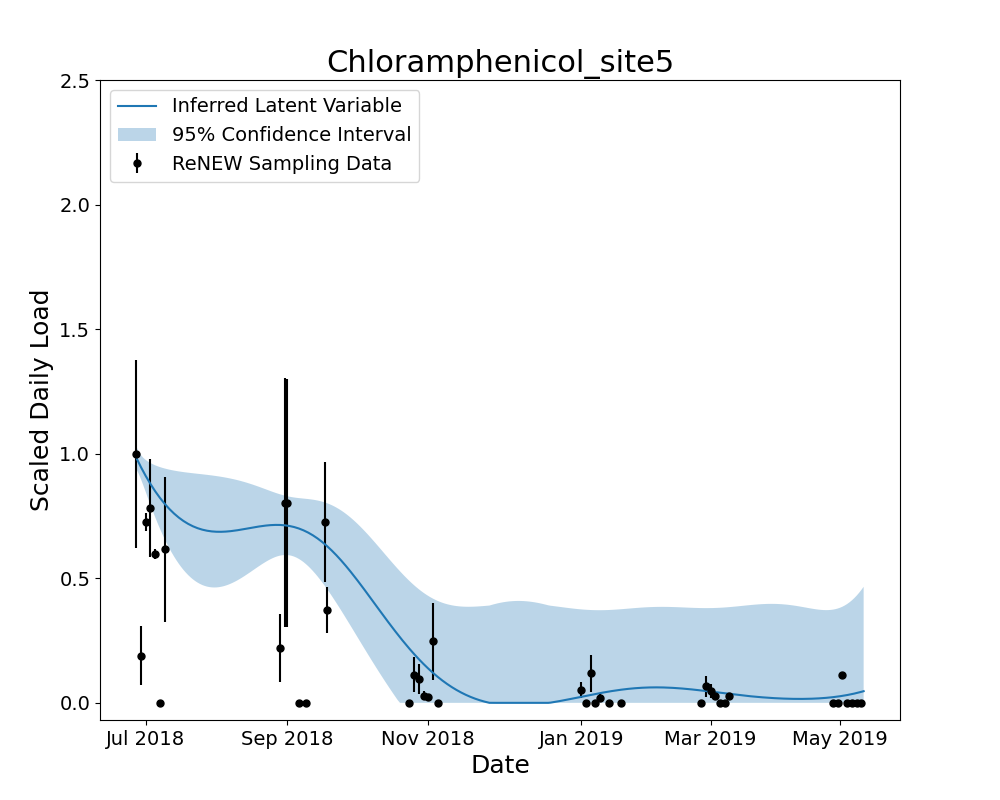 Chloramphenicol_site5
Inferred Latent Variable
95% Confidence Interval
ReNEW Sampling Data
Scaled Daily Load
2.5
2.0
1.5
1.0
0.5
0.0
Jul 2018
Sep 2018
Nov 2018
Jan 2019
Mar 2019
May 2019
Date